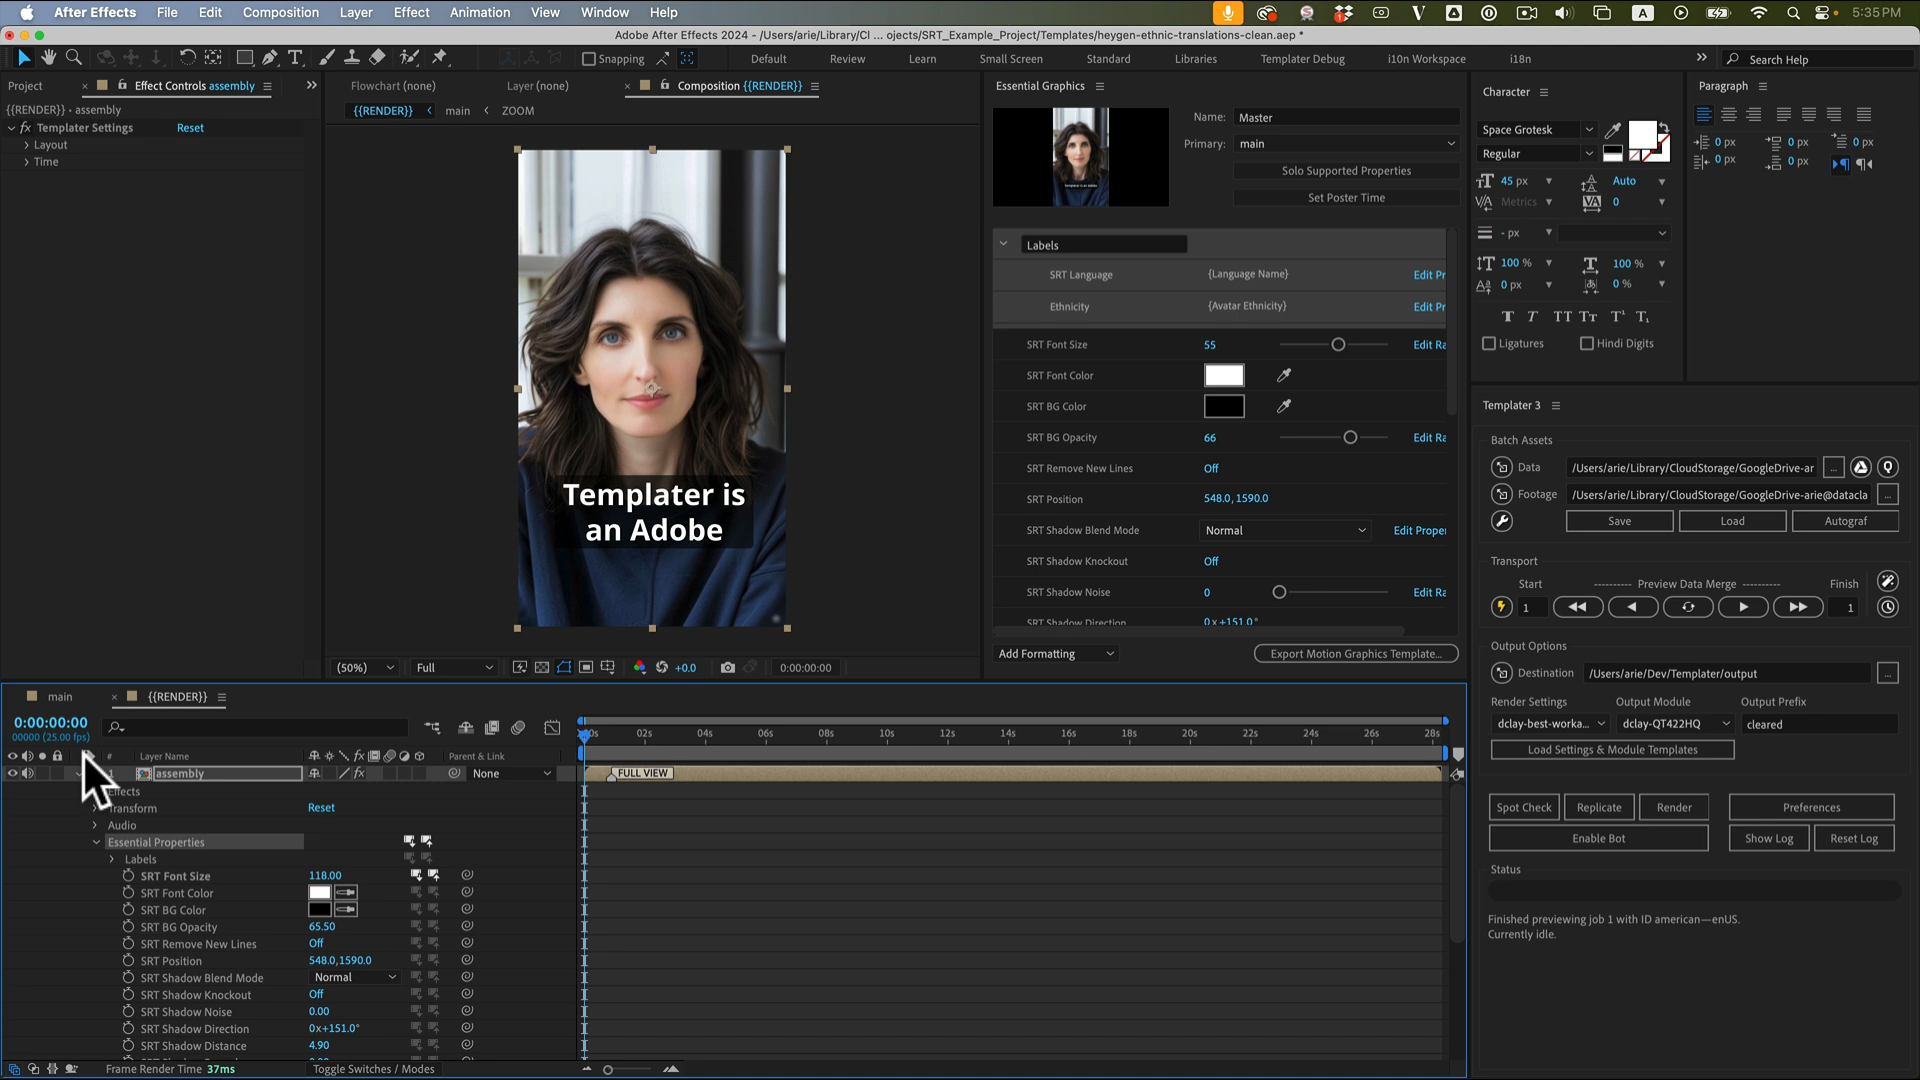 After Effects File Edit Composition Layer Effect Animation View Window Help 5:35 PM
Adobe After Effects 2024 - /Users/arie/Library/Cl ... ojects/SRT_Example_Project/Templates/heygen-ethnic-translations-clean.aep *
Snapping Default Review Learn Small Screen Standard Libraries Templater Debug i10n Workspace i18n Search Help
Project Effect Controls assembly
{{RENDER}} • assembly
fx Templater Settings Reset
Layout
Time
Flowchart (none) Layer (none) Composition {{RENDER}}
{{RENDER}} main ZOOM
Templater is
an Adobe
(50%) Full +0.0 0:00:00:00
Essential Graphics
Name: Master
Primary: main
Solo Supported Properties
Set Poster Time
Labels
SRT Language {Language Name} Edit Pr
Ethnicity {Avatar Ethnicity} Edit Pr
SRT Font Size 55 Edit Ra
SRT Font Color
SRT BG Color
SRT BG Opacity 66 Edit Ra
SRT Remove New Lines Off
SRT Position 548.0, 1590.0
SRT Shadow Blend Mode Normal Edit Proper
SRT Shadow Knockout Off
SRT Shadow Noise 0 Edit Ra
SRT Shadow Direction 0 x +151.0°
Add Formatting Export Motion Graphics Template...
Character
Space Grotesk
Regular
45 px Auto
Metrics 0
- px
100 % 100 %
0 px 0 %
Ligatures Hindi Digits
Paragraph
0 px 0 px 0 px
0 px 0 px
Templater 3
Batch Assets
Data /Users/arie/Library/CloudStorage/GoogleDrive-ar ...
Footage /Users/arie/Library/CloudStorage/GoogleDrive-arie@datacla ...
Save Load Autograf
Transport
Start ---------- Preview Data Merge ---------- Finish
1 1
Output Options
Destination /Users/arie/Dev/Templater/output ...
Render Settings Output Module Output Prefix
dclay-best-worka... dclay-QT422HQ cleared
Load Settings & Module Templates
Spot Check Replicate Render Preferences
Enable Bot Show Log Reset Log
Status
Finished previewing job 1 with ID american—enUS.
Currently idle.
main {{RENDER}}
0:00:00:00
00000 (25.00 fps)
02s 04s 06s 08s 10s 12s 14s 16s 18s 20s 22s 24s 26s 28s
# Layer Name Parent & Link
1 assembly None FULL VIEW
Effects
Transform Reset
Audio
Essential Properties
Labels
SRT Font Size 118.00
SRT Font Color
SRT BG Color
SRT BG Opacity 65.50
SRT Remove New Lines Off
SRT Position 548.0,1590.0
SRT Shadow Blend Mode Normal
SRT Shadow Knockout Off
SRT Shadow Noise 0.00
SRT Shadow Direction 0x+151.0°
SRT Shadow Distance 4.90
Frame Render Time 37ms Toggle Switches / Modes